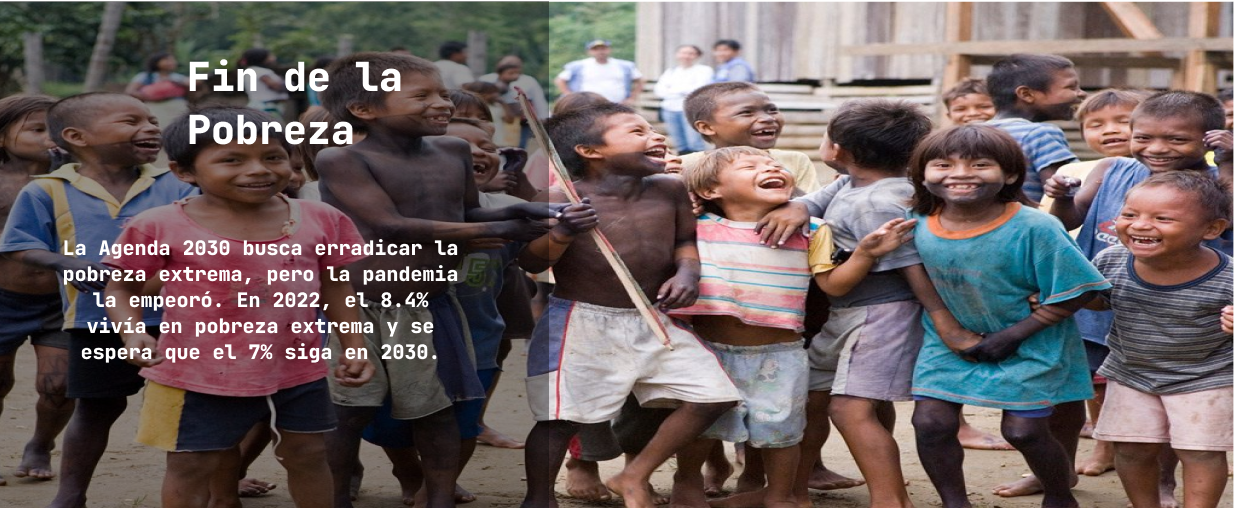 Fin de la
Pobreza
La Agenda 2030 busca erradicar la
pobreza extrema, pero la pandemia
la empeoró. En 2022, el 8.4%
vivía en pobreza extrema y se
espera que el 7% siga en 2030.